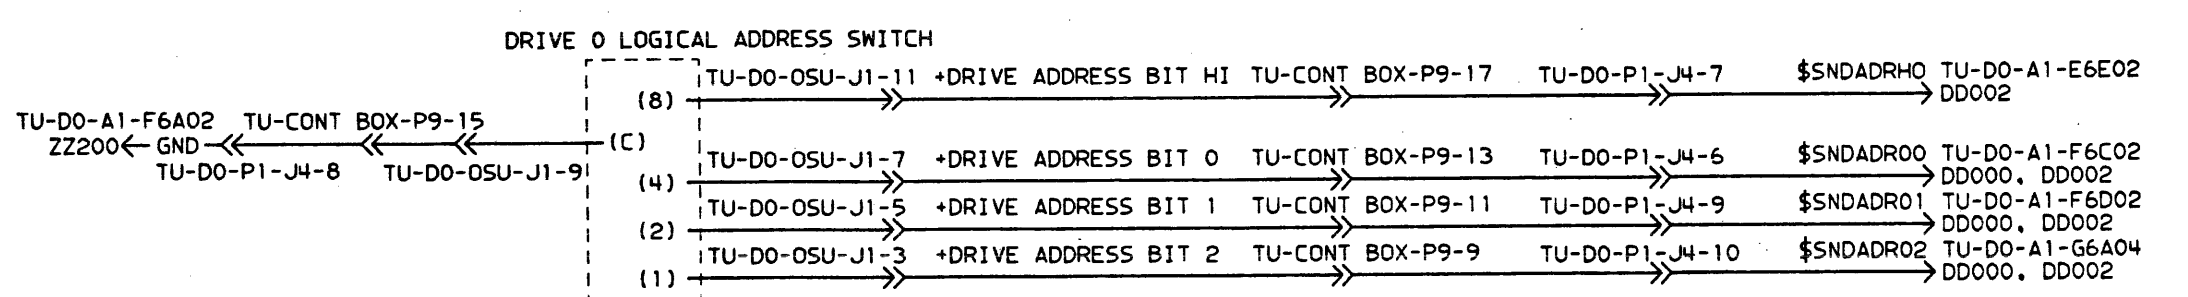 DRIVE 0 LOGICAL ADDRESS SWITCH
TU-D0-OSU-J1-11 +DRIVE ADDRESS BIT HI TU-CONT BOX-P9-17 TU-D0-P1-J4-7 $SNDADRH0 TU-D0-A1-E6E02
(8) DD002
TU-D0-A1-F6A02 TU-CONT BOX-P9-15
ZZ200 GND (C)
TU-D0-P1-J4-8 TU-D0-OSU-J1-9
TU-D0-OSU-J1-7 +DRIVE ADDRESS BIT 0 TU-CONT BOX-P9-13 TU-D0-P1-J4-6 $SNDADR00 TU-D0-A1-F6C02
(4) DD000. DD002
TU-D0-OSU-J1-5 +DRIVE ADDRESS BIT 1 TU-CONT BOX-P9-11 TU-D0-P1-J4-9 $SNDADR01 TU-D0-A1-F6D02
(2) DD000. DD002
TU-D0-OSU-J1-3 +DRIVE ADDRESS BIT 2 TU-CONT BOX-P9-9 TU-D0-P1-J4-10 $SNDADR02 TU-D0-A1-G6A04
(1) DD000. DD002